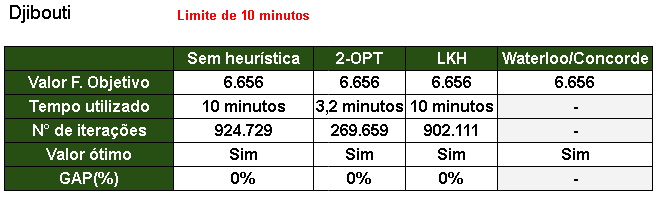 Djibouti
Limite de 10 minutos
Sem heurística 2-OPT LKH Waterloo/Concorde
Valor F. Objetivo 6.656 6.656 6.656 6.656
Tempo utilizado 10 minutos 3,2 minutos 10 minutos -
N° de iterações 924.729 269.659 902.111 -
Valor ótimo Sim Sim Sim Sim
GAP(%) 0% 0% 0% -